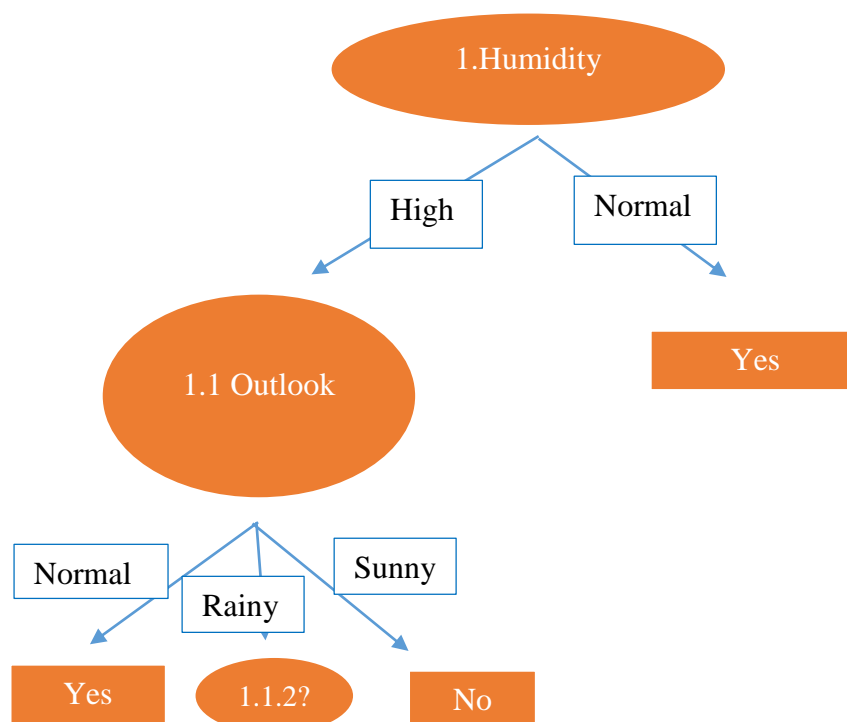 1.Humidity
High
Normal
1.1 Outlook
Yes
Normal
Rainy
Sunny
Yes
1.1.2?
No